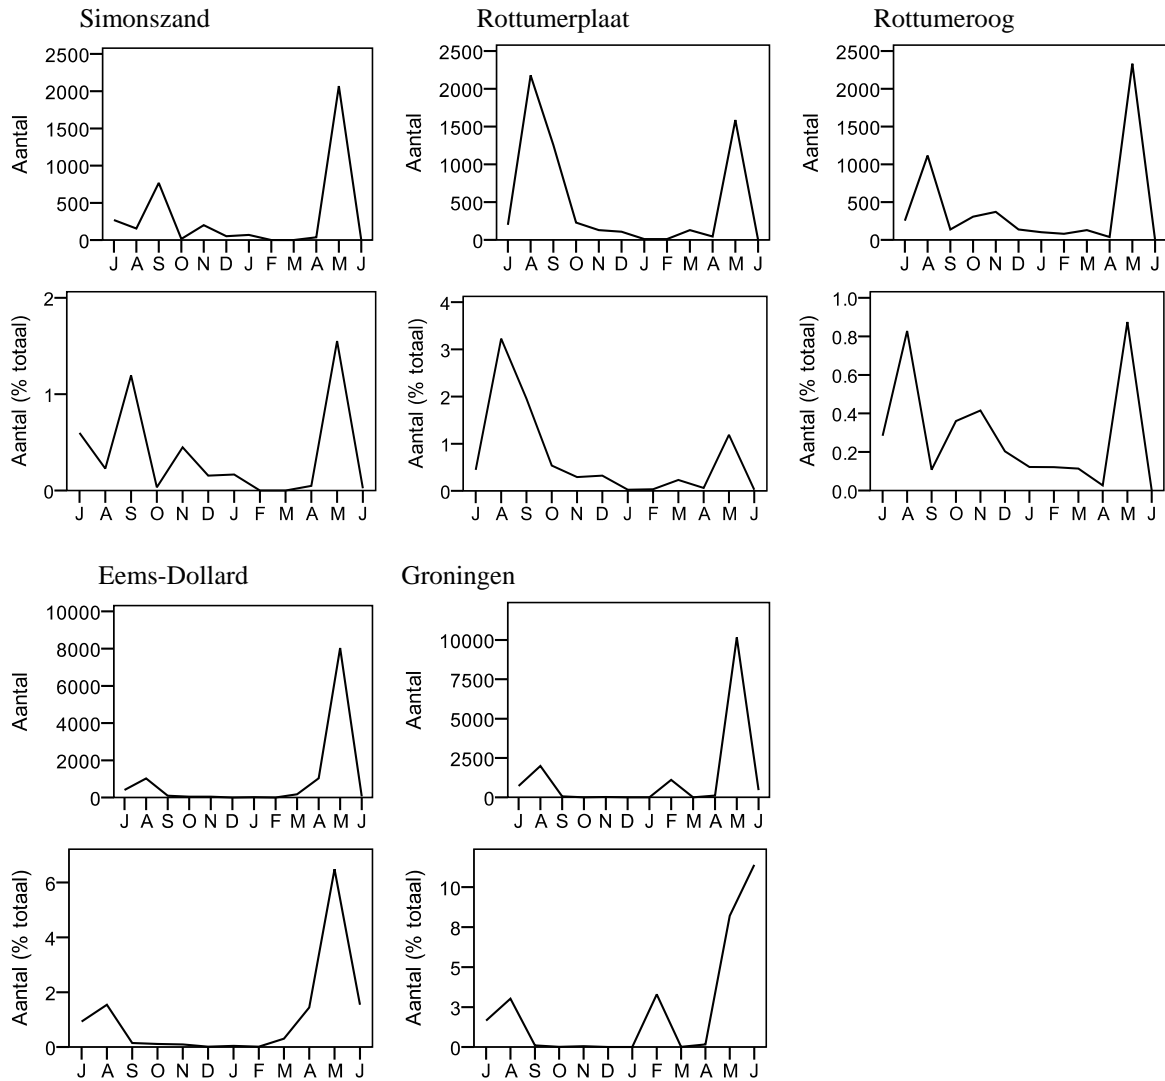 Simonszand
Rottumerplaat
Rottumeroog
2500
2000
1500
1000
500
0
Aantal
J A S O N D J F M A M J
2500
2000
1500
1000
500
0
Aantal
J A S O N D J F M A M J
2500
2000
1500
1000
500
0
Aantal
J A S O N D J F M A M J
2
1
0
Aantal (% totaal)
J A S O N D J F M A M J
4
3
2
1
0
Aantal (% totaal)
J A S O N D J F M A M J
1.0
0.8
0.6
0.4
0.2
0.0
Aantal (% totaal)
J A S O N D J F M A M J
Eems-Dollard
Groningen
10000
8000
6000
4000
2000
0
Aantal
J A S O N D J F M A M J
10000
7500
5000
2500
0
Aantal
J A S O N D J F M A M J
6
4
2
0
Aantal (% totaal)
J A S O N D J F M A M J
10
8
5
3
0
Aantal (% totaal)
J A S O N D J F M A M J